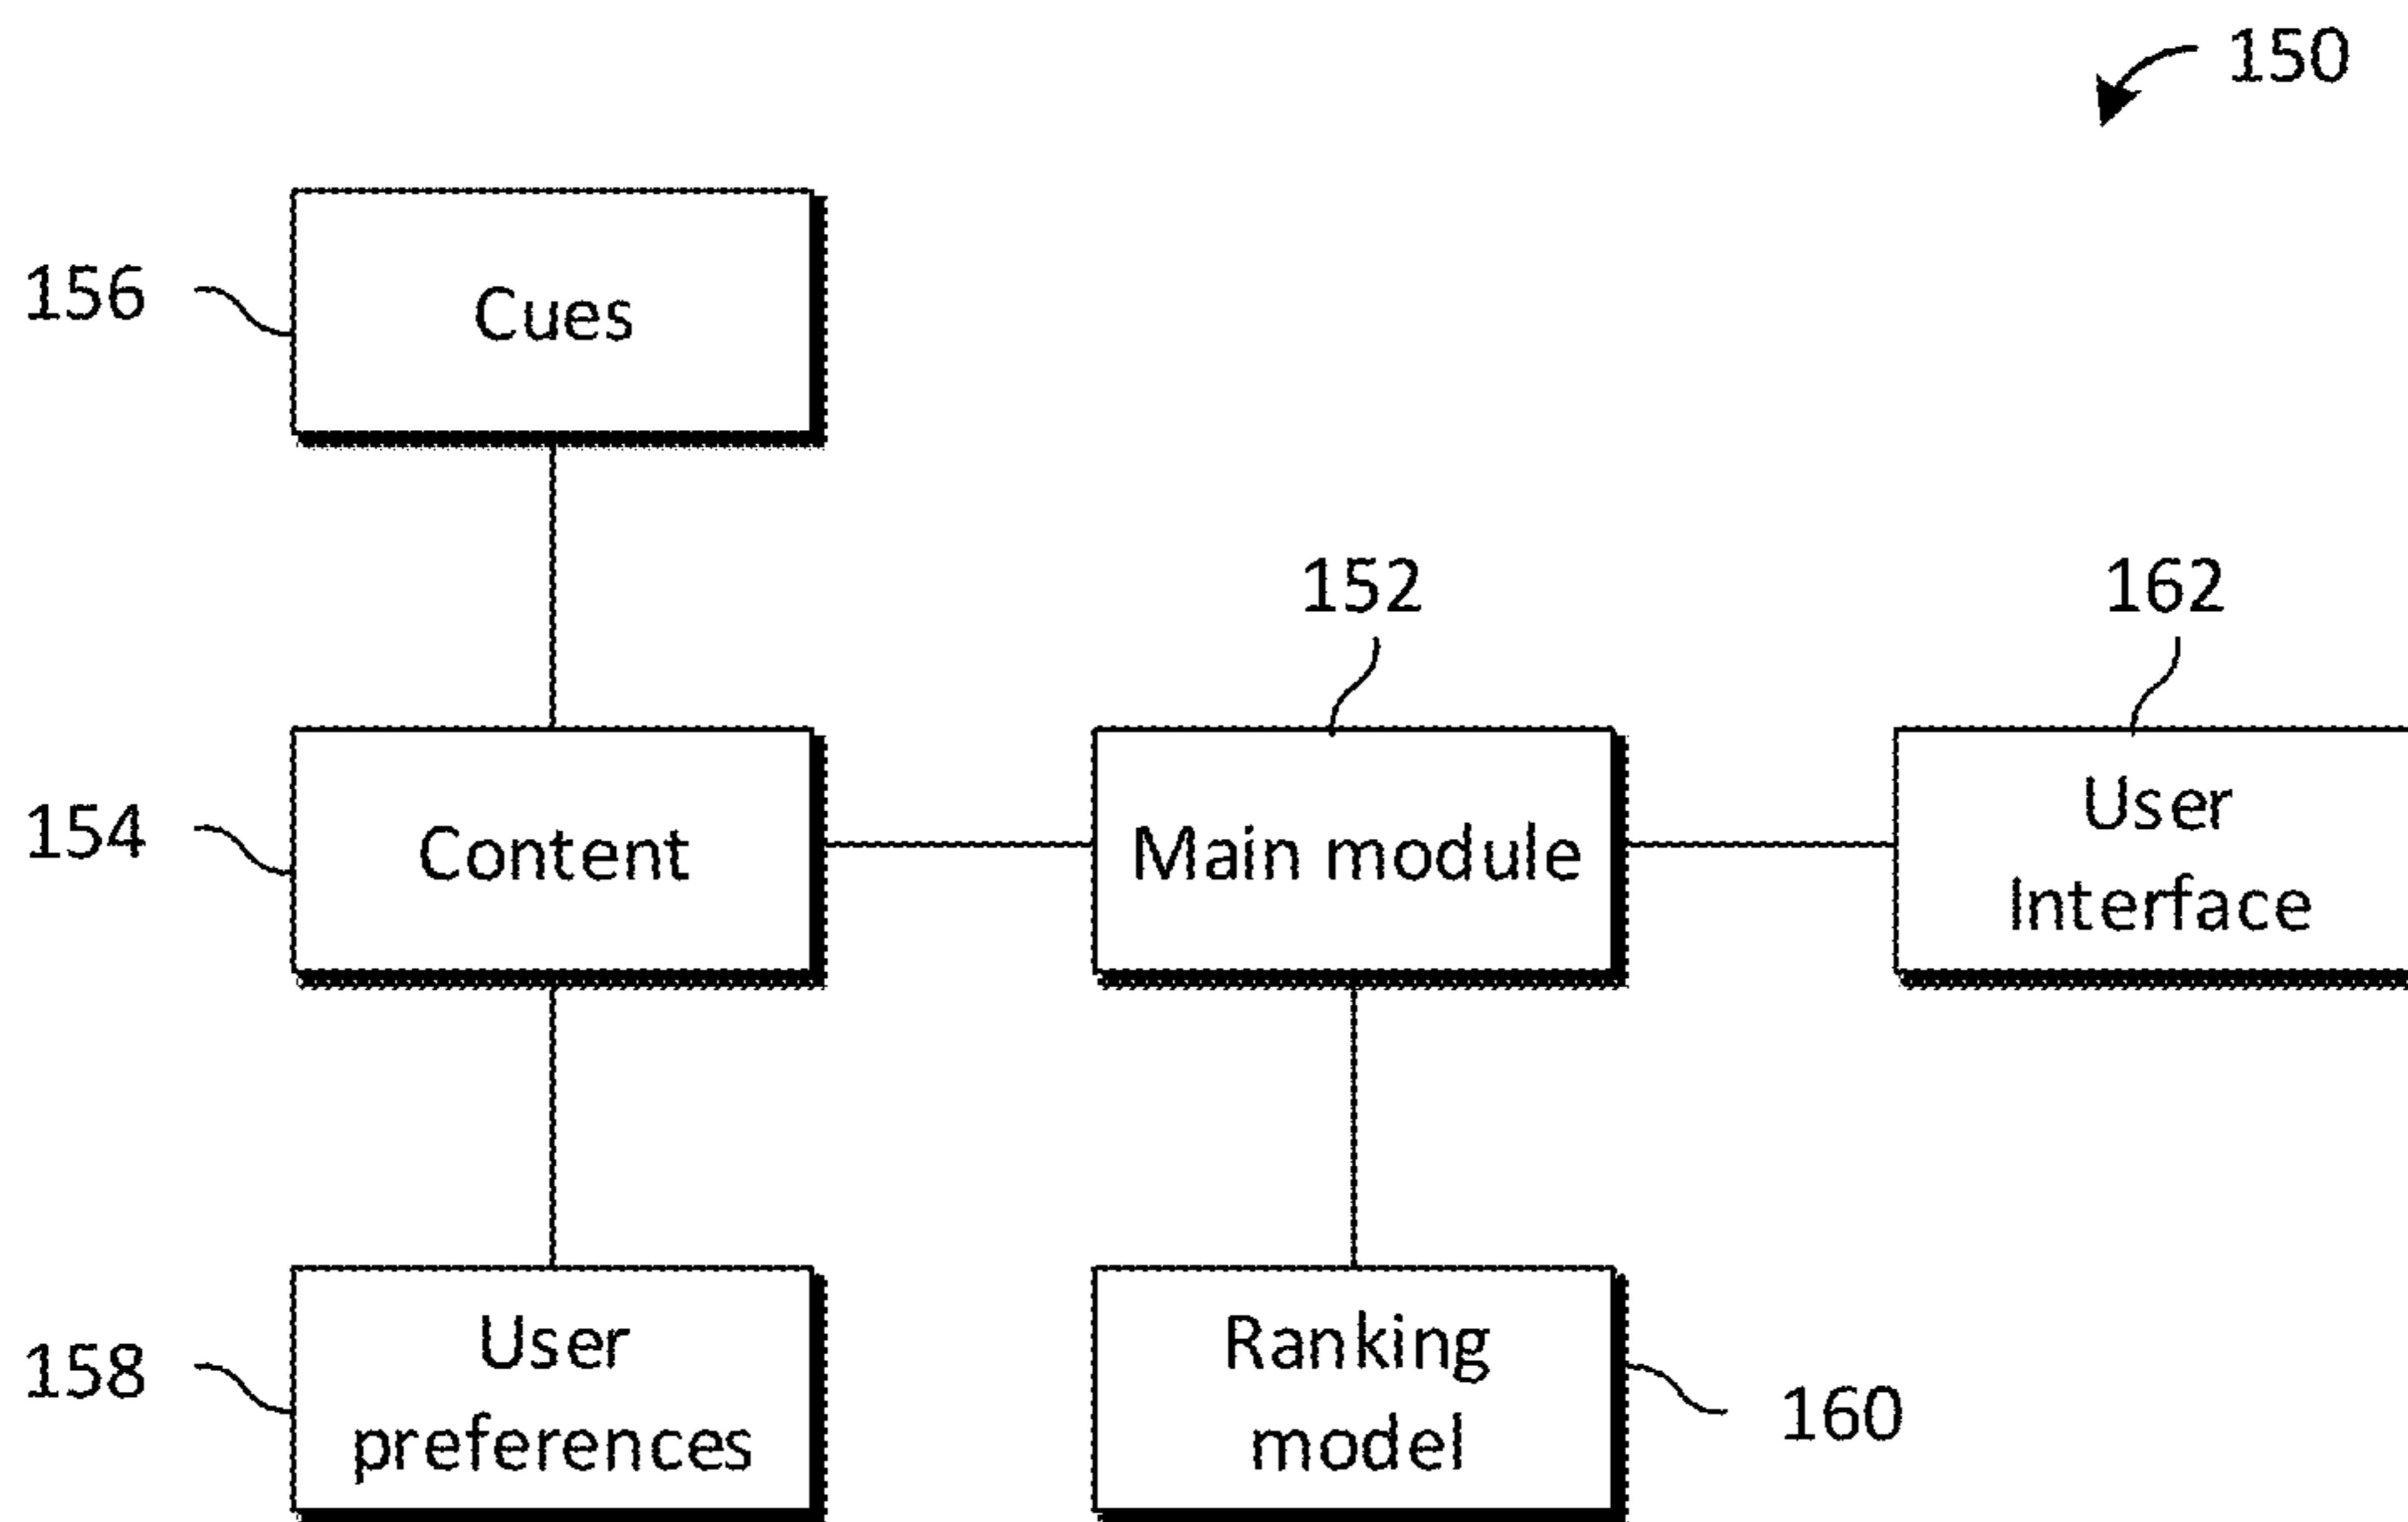 150
156
Cues
152
162
154
Content
Main module
User
Interface
158
User
preferences
Ranking
model
160